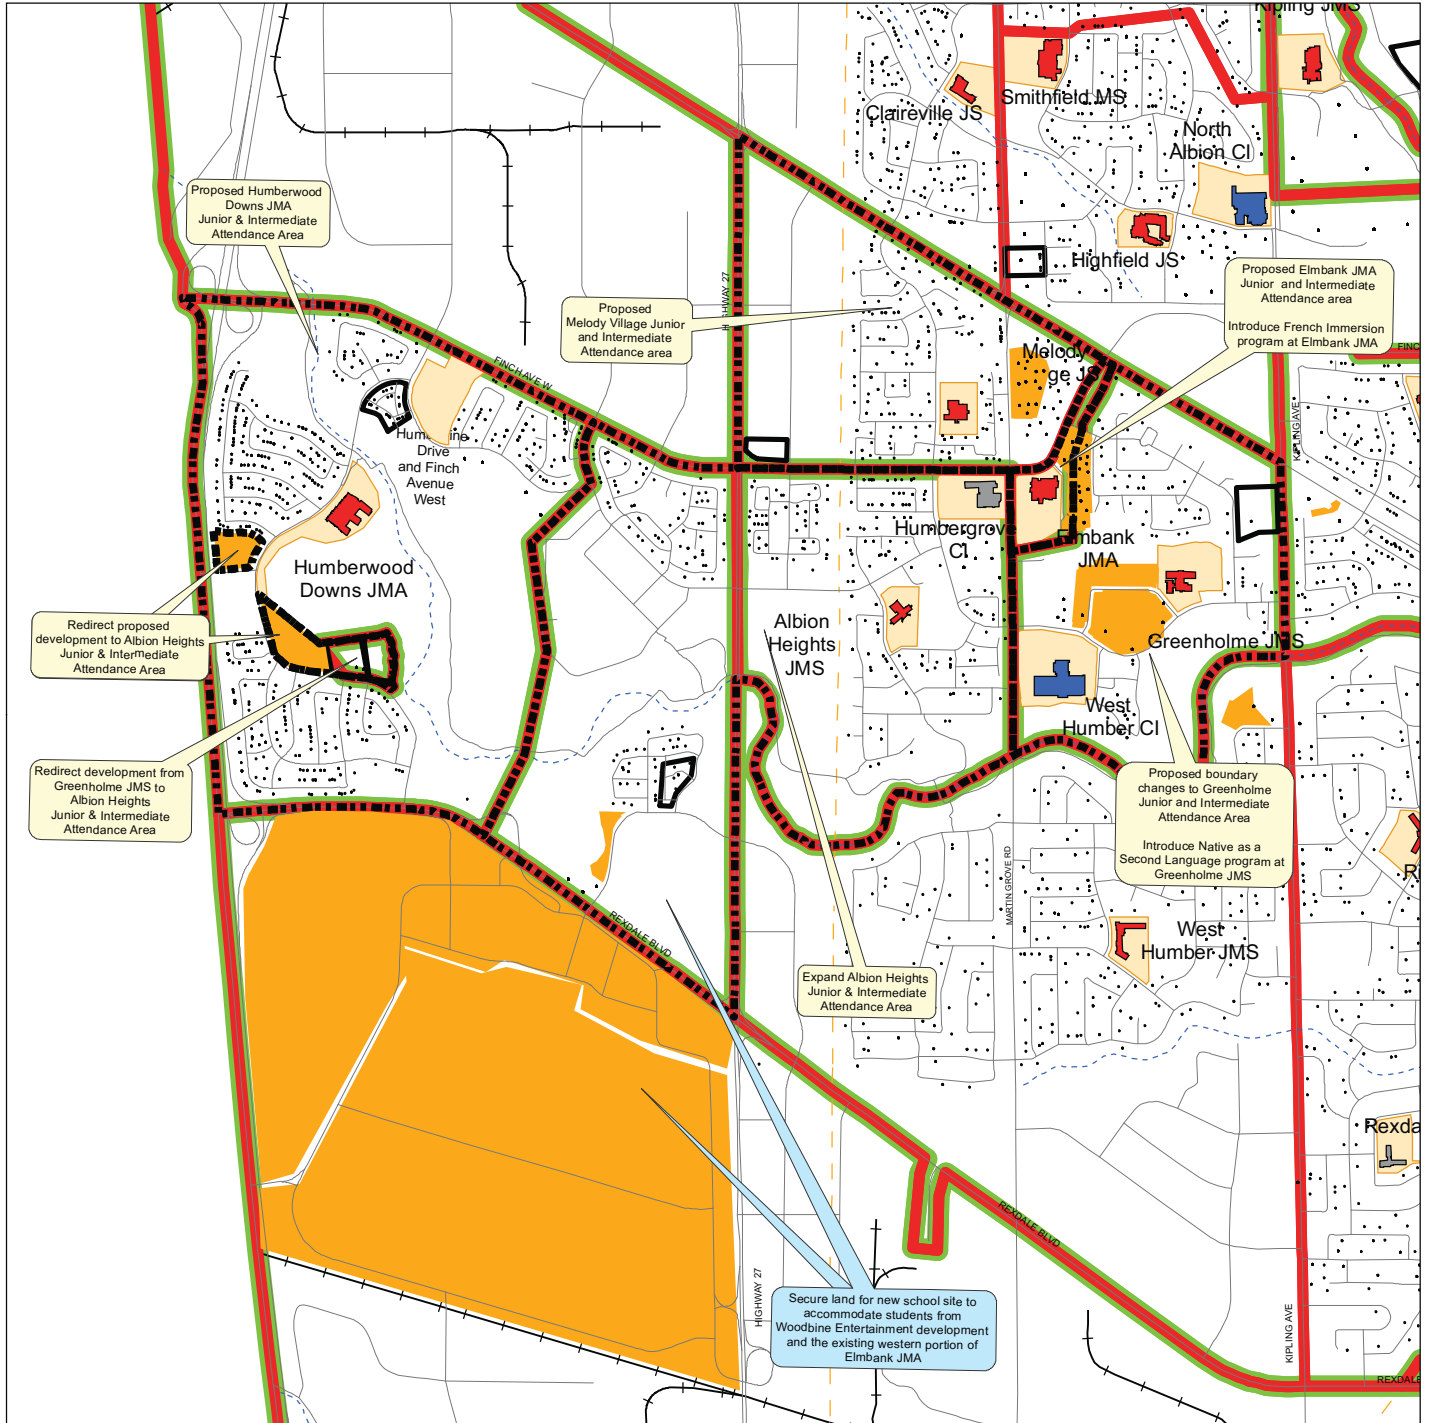 Kipling JMS
Claireville JS
Smithfield MS
North
Albion CI
Highfield JS
Proposed Humberwood
Downs JMA
Junior & Intermediate
Attendance Area
Proposed
Melody Village Junior
and Intermediate
Attendance area
Proposed Elmbank JMA
Junior and Intermediate
Attendance area
Introduce French Immersion
program at Elmbank JMA
HIGHWAY 27
FINCH AVE W
FINC
Melody
ge JS
KIPLING AVE
Drive
and Finch
Avenue
West
Humbergrove
CI
Elmbank
JMA
Humberwood
Downs JMA
Redirect proposed
development to Albion Heights
Junior & Intermediate
Attendance Area
Albion
Heights
JMS
Greenholme JMS
West
Humber CI
Redirect development from
Greenholme JMS to
Albion Heights
Junior & Intermediate
Attendance Area
Proposed boundary
changes to Greenholme
Junior and Intermediate
Attendance Area
Introduce Native as a
Second Language program at
Greenholme JMS
MARTIN GROVE RD
R
REXDALE BLVD
West
Humber JMS
Expand Albion Heights
Junior & Intermediate
Attendance Area
Rexda
REXDALE BLVD
HIGHWAY 27
Secure land for new school site to
accommodate students from
Woodbine Entertainment development
and the existing western portion of
Elmbank JMA
KIPLING AVE
REXDALE